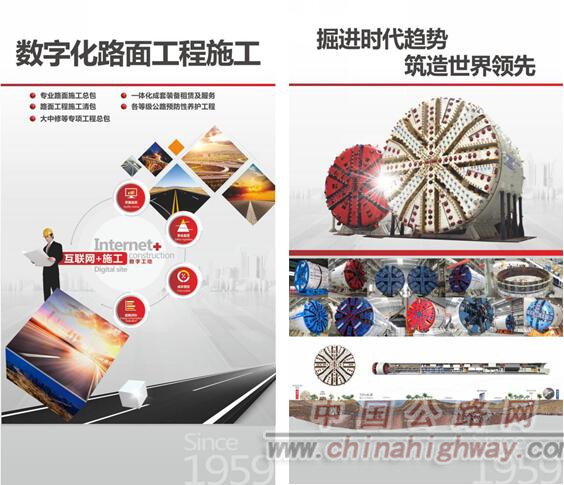 数字化路面工程施工
专业路面施工总包
一体化成套装备租赁及服务
路面工程施工清包
各等级公路预防性养护工程
大中修等专项工程总包
Internet+
construction
互联网+施工
数字工地
Digital site
Since
1959
掘进时代趋势
筑造世界领先
中国公路网
www.chinahighway.com
Since
1959